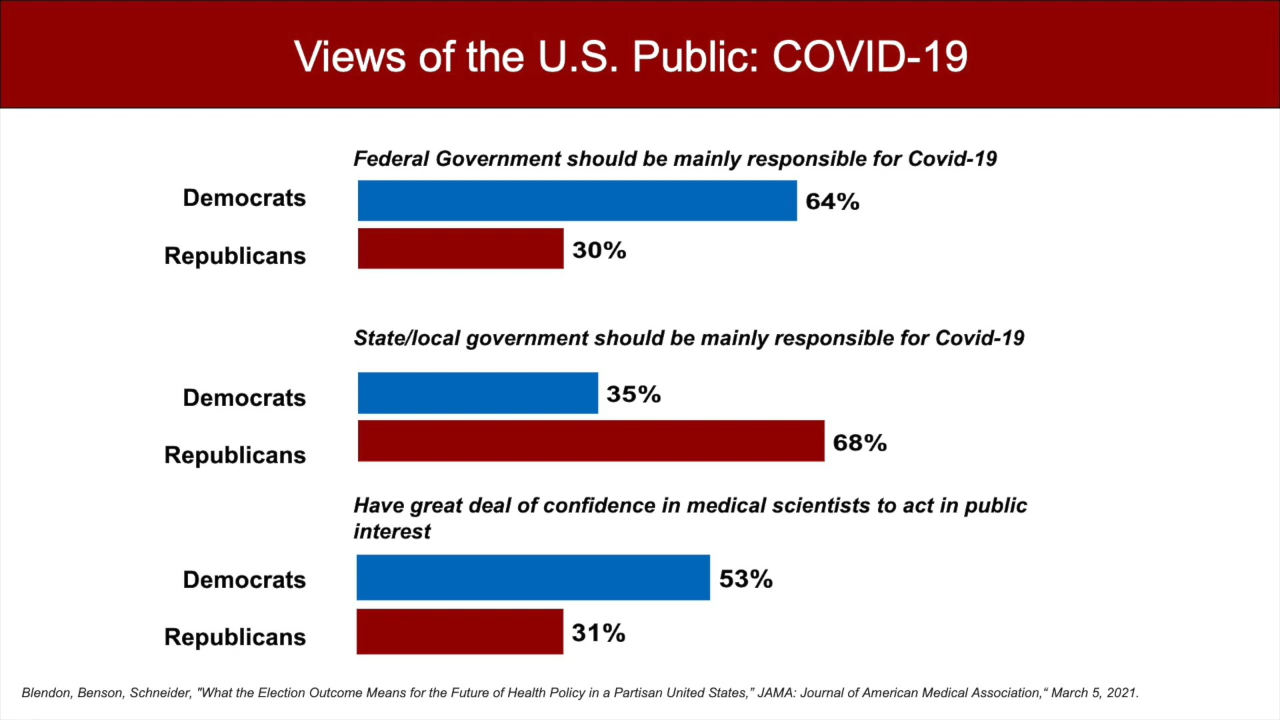 Views of the U.S. Public: COVID-19
Federal Government should be mainly responsible for Covid-19
Democrats 64%
Republicans 30%
State/local government should be mainly responsible for Covid-19
Democrats 35%
Republicans 68%
Have great deal of confidence in medical scientists to act in public
interest
Democrats 53%
Republicans 31%
Blendon, Benson, Schneider, "What the Election Outcome Means for the Future of Health Policy in a Partisan United States,” JAMA: Journal of American Medical Association,“ March 5, 2021.